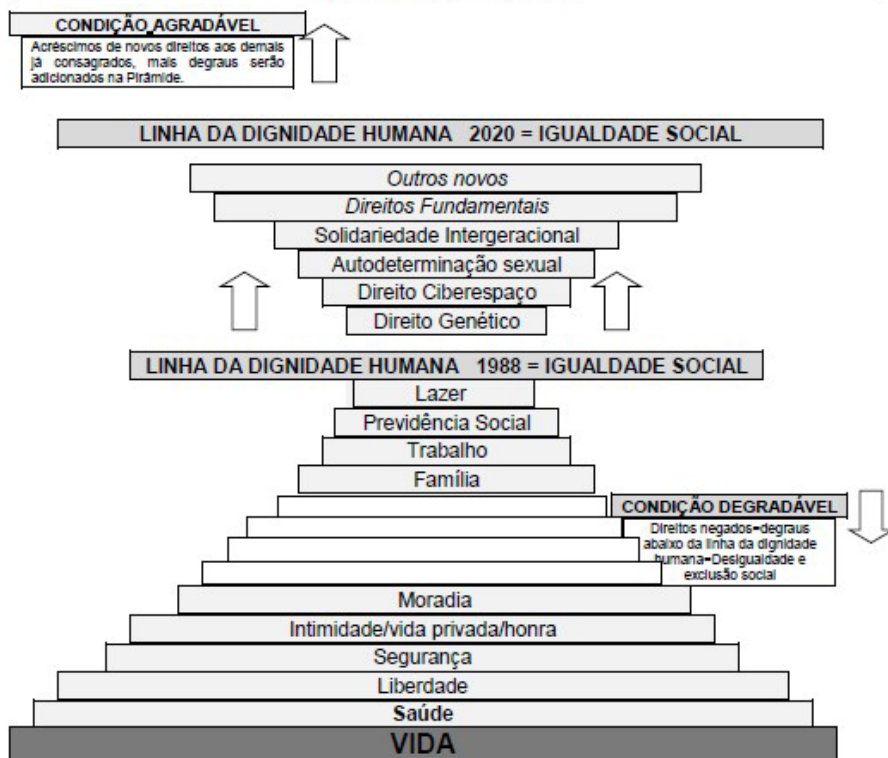 CONDIÇÃO AGRADÁVEL
Acréscimos de novos direitos aos demais
já consagrados, mais degraus serão
adicionados na Pirâmide.
LINHA DA DIGNIDADE HUMANA 2020 = IGUALDADE SOCIAL
Outros novos
Direitos Fundamentais
Solidariedade Intergeracional
Autodeterminação sexual
Direito Ciberespaço
Direito Genético
LINHA DA DIGNIDADE HUMANA 1988 = IGUALDADE SOCIAL
Lazer
Previdência Social
Trabalho
Família
CONDIÇÃO DEGRADÁVEL
Direitos negados=degraus
abaixo da linha da dignidade
humana=Desigualdade e
exclusão social
Moradia
Intimidade/vida privada/honra
Segurança
Liberdade
Saúde
VIDA